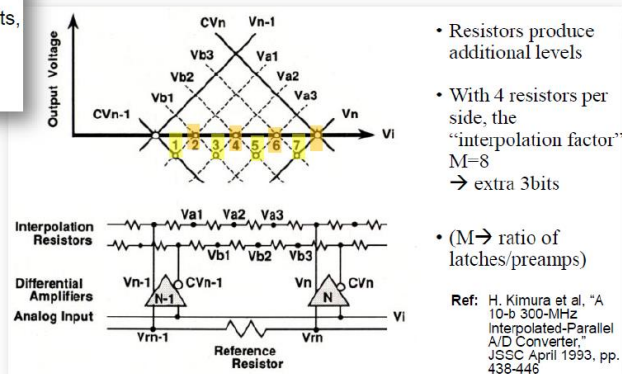 ts,
Output Voltage
CVn Vn-1
Vb3 Va1
Vb2 Va2
Vb1 Va3
CVn-1 Vn
Vi
1 2 3 4 5 6 7
Interpolation
Resistors
Va1 Va2 Va3
Vb1 Vb2 Vb3
Differential
Amplifiers
Vn-1 CVn-1 Vn CVn
N-1 N
Analog Input Vi
Vrn-1 Vrn
Reference
Resistor
• Resistors produce
additional levels
• With 4 resistors per
side, the
“interpolation factor”
M=8
→ extra 3bits
• (M→ ratio of
latches/preamps)
Ref: H. Kimura et al, “A
10-b 300-MHz
Interpolated-Parallel
A/D Converter,”
JSSC April 1993, pp.
438-446